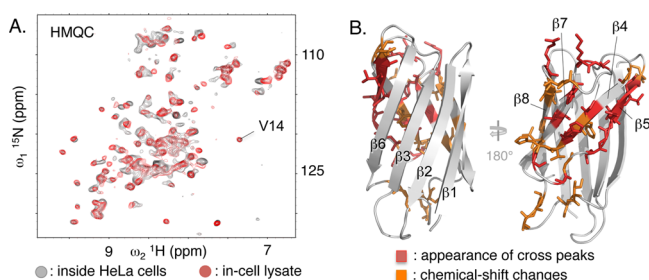 A.
HMQC
110
V14
125
ω₁ ¹⁵N (ppm)
9
ω₂ ¹H (ppm)
7
: inside HeLa cells
: in-cell lysate
B.
β7
β4
β8
β5
β6
β3
β2
β1
180°
: appearance of cross peaks
: chemical-shift changes